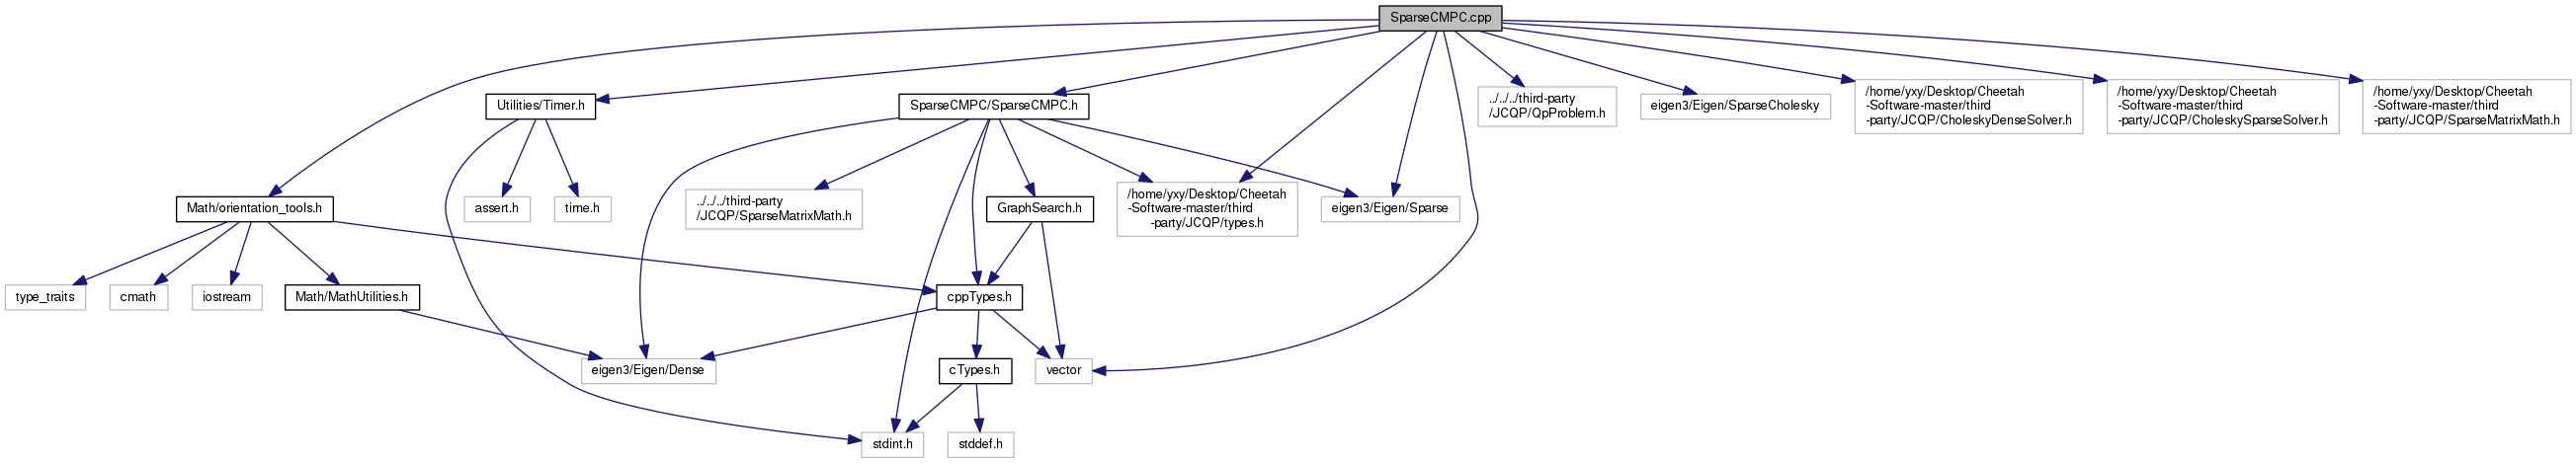 SparseCMPC.cpp
Utilities/Timer.h
SparseCMPC/SparseCMPC.h
../../../third-party
/JCQP/QpProblem.h
eigen3/Eigen/SparseCholesky
/home/yxy/Desktop/Cheetah
-Software-master/third
-party/JCQP/CholeskyDenseSolver.h
/home/yxy/Desktop/Cheetah
-Software-master/third
-party/JCQP/CholeskySparseSolver.h
/home/yxy/Desktop/Cheetah
-Software-master/third
-party/JCQP/SparseMatrixMath.h
Math/orientation_tools.h
assert.h
time.h
../../../third-party
/JCQP/SparseMatrixMath.h
GraphSearch.h
/home/yxy/Desktop/Cheetah
-Software-master/third
-party/JCQP/types.h
eigen3/Eigen/Sparse
type_traits
cmath
iostream
Math/MathUtilities.h
cppTypes.h
eigen3/Eigen/Dense
cTypes.h
vector
stdint.h
stddef.h